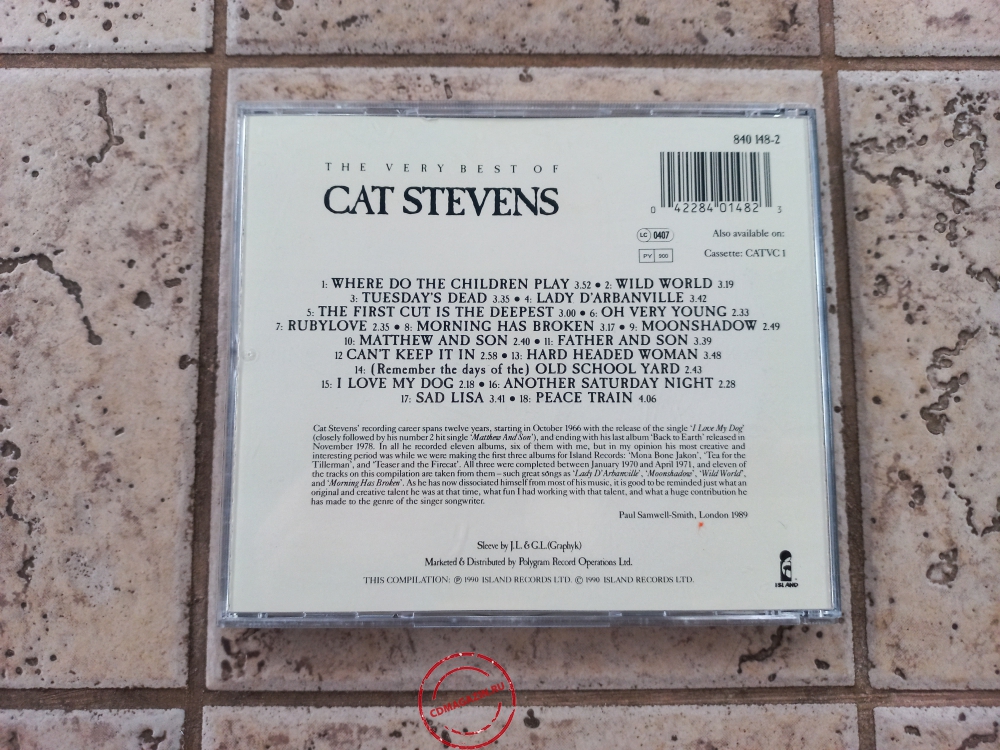 840 148-2
THE VERY BEST OF
CAT STEVENS
0 42284 01482 3
LC 0407
Also available on:
PY 900
Cassette: CATVC 1
1: WHERE DO THE CHILDREN PLAY 3.52 • 2: WILD WORLD 3.19
3: TUESDAY'S DEAD 3.35 • 4: LADY D'ARBANVILLE 3.42
5: THE FIRST CUT IS THE DEEPEST 3.00 • 6: OH VERY YOUNG 2.33
7: RUBYLOVE 2.35 • 8: MORNING HAS BROKEN 3.17 • 9: MOONSHADOW 2.49
10: MATTHEW AND SON 2.40 • 11: FATHER AND SON 3.39
12 CAN'T KEEP IT IN 2.58 • 13: HARD HEADED WOMAN 3.48
14: (Remember the days of the) OLD SCHOOL YARD 2.43
15: I LOVE MY DOG 2.18 • 16: ANOTHER SATURDAY NIGHT 2.28
17: SAD LISA 3.41 • 18: PEACE TRAIN 4.06
Cat Stevens' recording career spans twelve years, starting in October 1966 with the release of the single 'I Love My Dog'
(closely followed by his number 2 hit single 'Matthew And Son'), and ending with his last album 'Back to Earth' released in
November 1978. In all he recorded eleven albums, six of them with me, but in my opinion his most creative and
interesting period was while we were making the first three albums for Island Records: 'Mona Bone Jakon', 'Tea for the
Tillerman', and 'Teaser and the Firecat'. All three were completed between January 1970 and April 1971, and eleven of
the tracks on this compilation are taken from them – such great songs as 'Lady D'Arbanville', 'Moonshadow', 'Wild World',
and 'Morning Has Broken'. As he has now dissociated himself from most of his music, it is good to be reminded just what an
original and creative talent he was at that time, what fun I had working with that talent, and what a huge contribution he
has made to the genre of the singer songwriter.
Paul Samwell-Smith, London 1989
Sleeve by J.L. & G.L.(Graphyk)
Marketed & Distributed by Polygram Record Operations Ltd.
THIS COMPILATION: ℗ 1990 ISLAND RECORDS LTD. © 1990 ISLAND RECORDS LTD.
ISLAND
CDMAGAZIN.RU